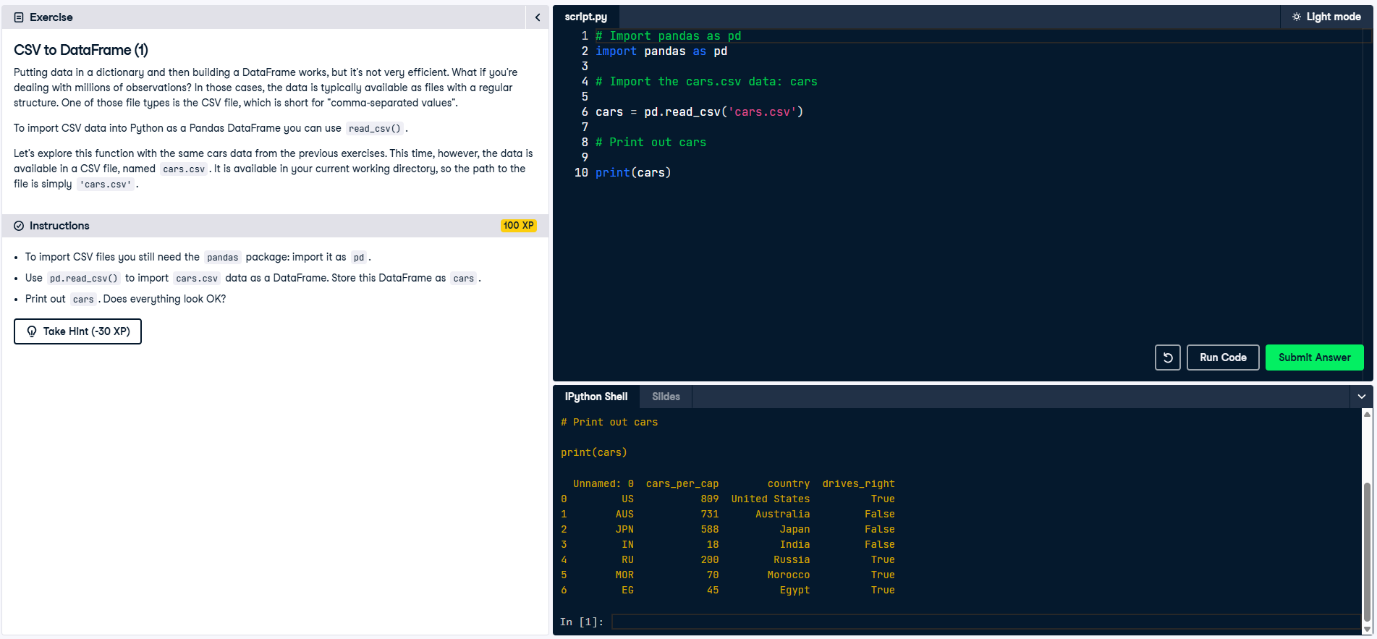 Exercise
CSV to DataFrame (1)
Putting data in a dictionary and then building a DataFrame works, but it's not very efficient. What if you're
dealing with millions of observations? In those cases, the data is typically available as files with a regular
structure. One of those file types is the CSV file, which is short for "comma-separated values".
To import CSV data into Python as a Pandas DataFrame you can use read_csv() .
Let's explore this function with the same cars data from the previous exercises. This time, however, the data is
available in a CSV file, named cars.csv . It is available in your current working directory, so the path to the
file is simply 'cars.csv' .
Instructions 100 XP
• To import CSV files you still need the pandas package: import it as pd .
• Use pd.read_csv() to import cars.csv data as a DataFrame. Store this DataFrame as cars .
• Print out cars . Does everything look OK?
Take Hint (-30 XP)
script.py Light mode
1 # Import pandas as pd
2 import pandas as pd
3
4 # Import the cars.csv data: cars
5
6 cars = pd.read_csv('cars.csv')
7
8 # Print out cars
9
10 print(cars)
Run Code Submit Answer
IPython Shell Slides
# Print out cars
print(cars)
Unnamed: 0 cars_per_cap country drives_right
0 US 809 United States True
1 AUS 731 Australia False
2 JPN 588 Japan False
3 IN 18 India False
4 RU 200 Russia True
5 MOR 70 Morocco True
6 EG 45 Egypt True
In [1]: